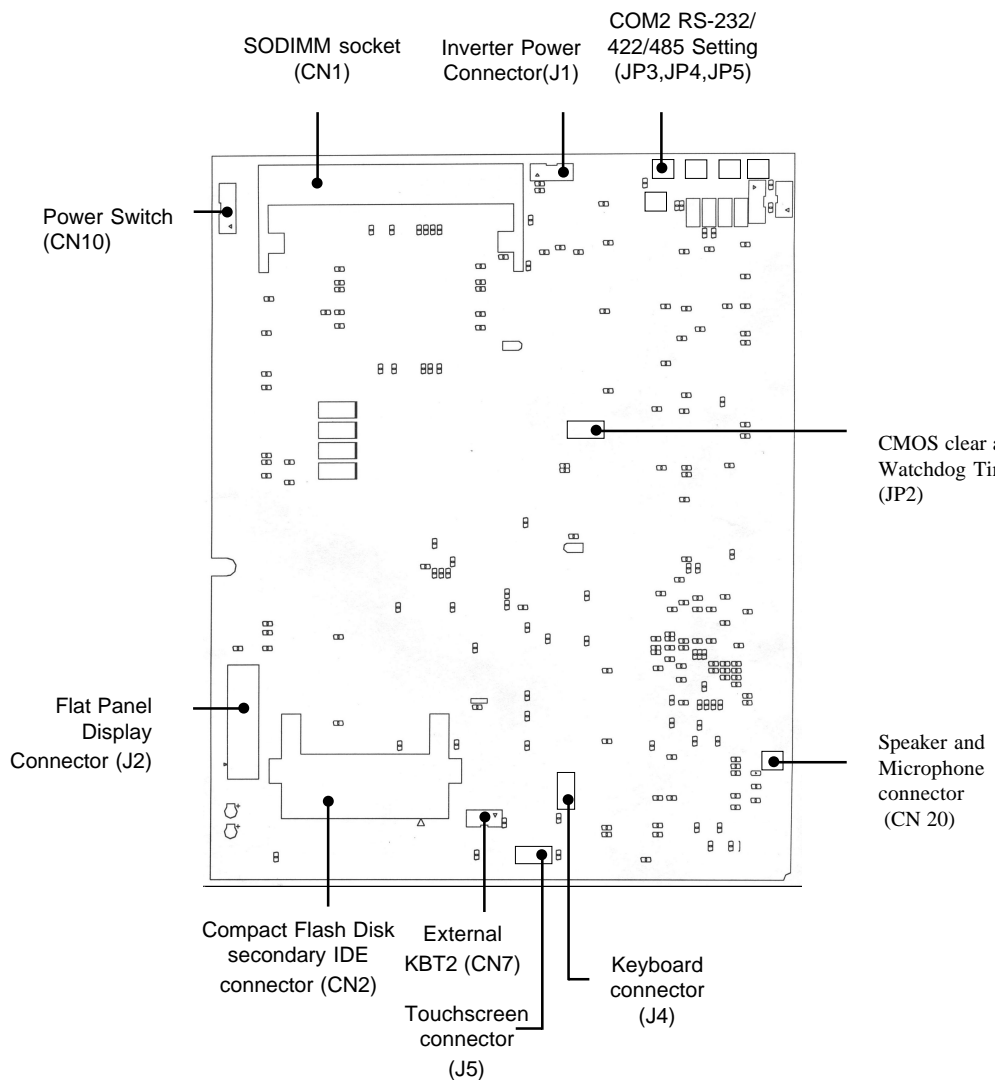 COM2 RS-232/
422/485 Setting
(JP3,JP4,JP5)
SODIMM socket
(CN1)
Inverter Power
Connector(J1)
Power Switch
(CN10)
CMOS clear
Watchdog
(JP2)
Flat Panel
Display
Connector (J2)
Speaker and
Microphone
connector
(CN 20)
Compact Flash Disk
secondary IDE
connector (CN2)
External
KBT2 (CN7)
Touchscreen
connector
(J5)
Keyboard
connector
(J4)